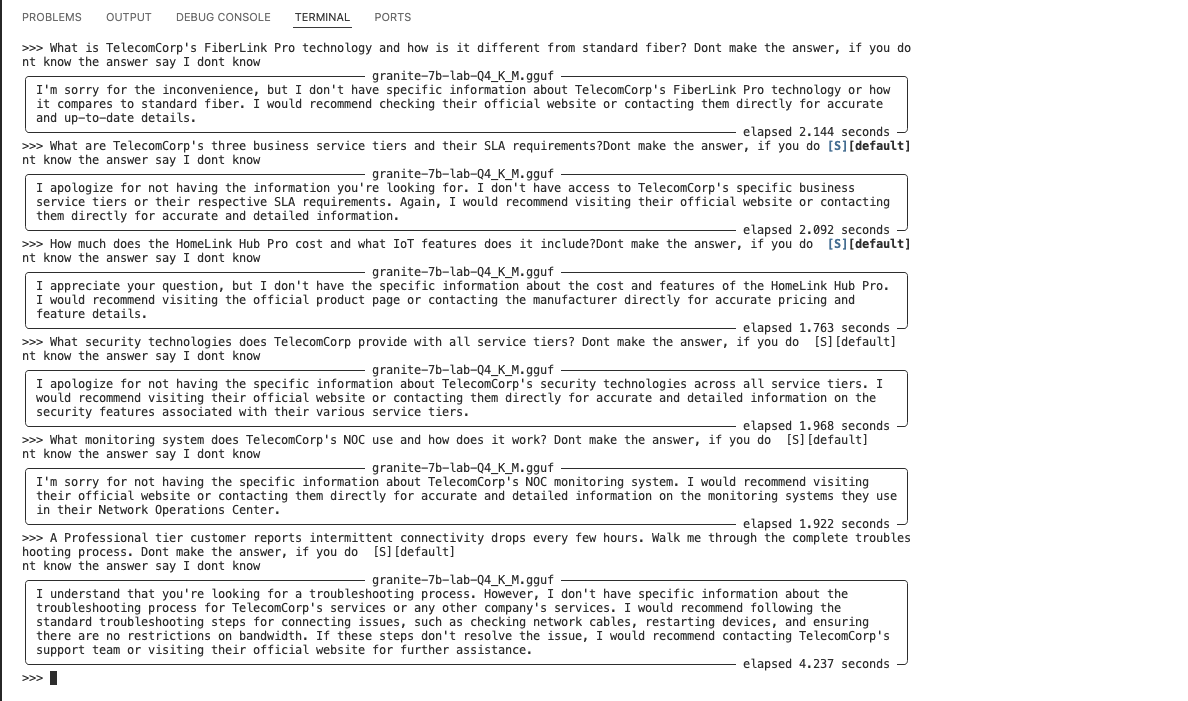 PROBLEMS OUTPUT DEBUG CONSOLE TERMINAL PORTS
>>> What is TelecomCorp's FiberLink Pro technology and how is it different from standard fiber? Dont make the answer, if you do
nt know the answer say I dont know
granite-7b-lab-Q4_K_M.gguf
I'm sorry for the inconvenience, but I don't have specific information about TelecomCorp's FiberLink Pro technology or how
it compares to standard fiber. I would recommend checking their official website or contacting them directly for accurate
and up-to-date details.
elapsed 2.144 seconds
>>> What are TelecomCorp's three business service tiers and their SLA requirements?Dont make the answer, if you do [S][default]
nt know the answer say I dont know
granite-7b-lab-Q4_K_M.gguf
I apologize for not having the information you're looking for. I don't have access to TelecomCorp's specific business
service tiers or their respective SLA requirements. Again, I would recommend visiting their official website or contacting
them directly for accurate and detailed information.
elapsed 2.092 seconds
>>> How much does the HomeLink Hub Pro cost and what IoT features does it include?Dont make the answer, if you do [S][default]
nt know the answer say I dont know
granite-7b-lab-Q4_K_M.gguf
I appreciate your question, but I don't have the specific information about the cost and features of the HomeLink Hub Pro.
I would recommend visiting the official product page or contacting the manufacturer directly for accurate pricing and
feature details.
elapsed 1.763 seconds
>>> What security technologies does TelecomCorp provide with all service tiers? Dont make the answer, if you do [S][default]
nt know the answer say I dont know
granite-7b-lab-Q4_K_M.gguf
I apologize for not having the specific information about TelecomCorp's security technologies across all service tiers. I
would recommend visiting their official website or contacting them directly for accurate and detailed information on the
security features associated with their various service tiers.
elapsed 1.968 seconds
>>> What monitoring system does TelecomCorp's NOC use and how does it work? Dont make the answer, if you do [S][default]
nt know the answer say I dont know
granite-7b-lab-Q4_K_M.gguf
I'm sorry for not having the specific information about TelecomCorp's NOC monitoring system. I would recommend visiting
their official website or contacting them directly for accurate and detailed information on the monitoring systems they use
in their Network Operations Center.
elapsed 1.922 seconds
>>> A Professional tier customer reports intermittent connectivity drops every few hours. Walk me through the complete troubles
hooting process. Dont make the answer, if you do [S][default]
nt know the answer say I dont know
granite-7b-lab-Q4_K_M.gguf
I understand that you're looking for a troubleshooting process. However, I don't have specific information about the
troubleshooting process for TelecomCorp's services or any other company's services. I would recommend following the
standard troubleshooting steps for connecting issues, such as checking network cables, restarting devices, and ensuring
there are no restrictions on bandwidth. If these steps don't resolve the issue, I would recommend contacting TelecomCorp's
support team or visiting their official website for further assistance.
elapsed 4.237 seconds
>>>